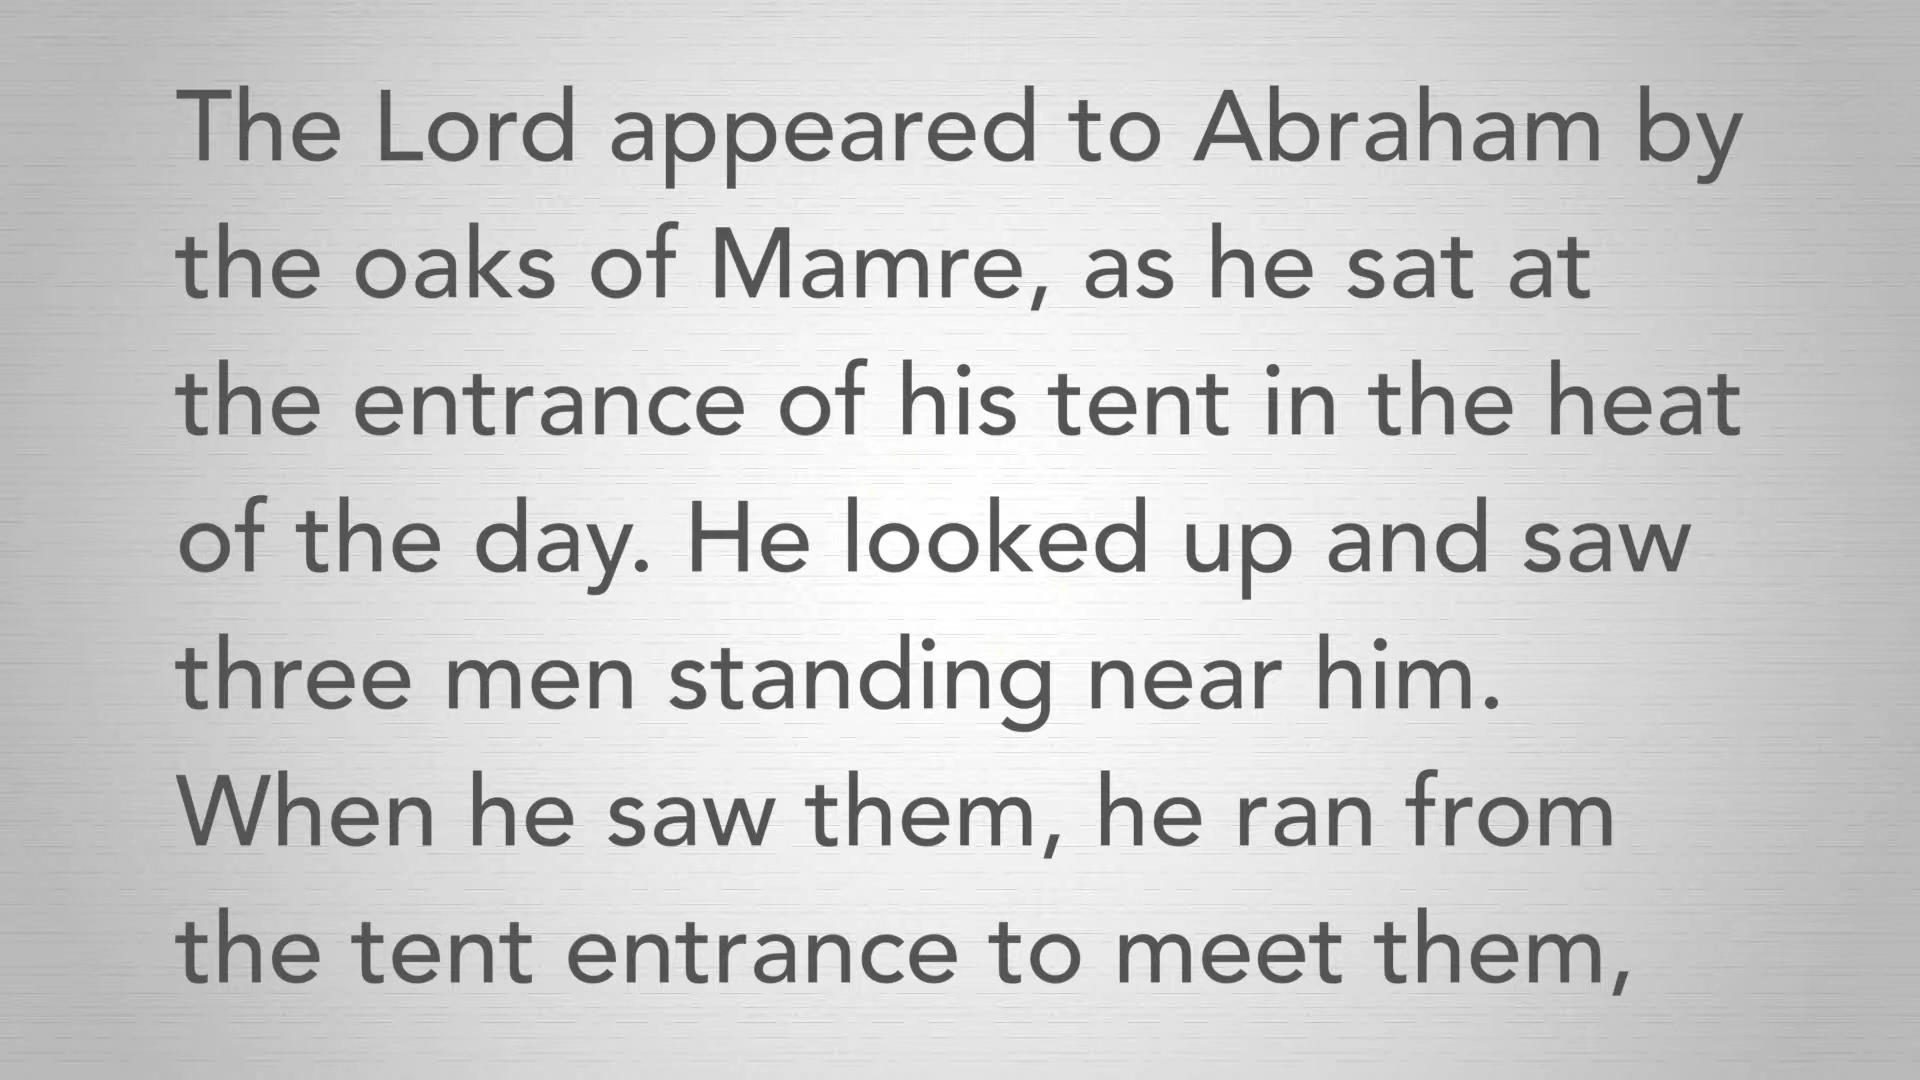 The Lord appeared to Abraham by
the oaks of Mamre, as he sat at
the entrance of his tent in the heat
of the day. He looked up and saw
three men standing near him.
When he saw them, he ran from
the tent entrance to meet them,